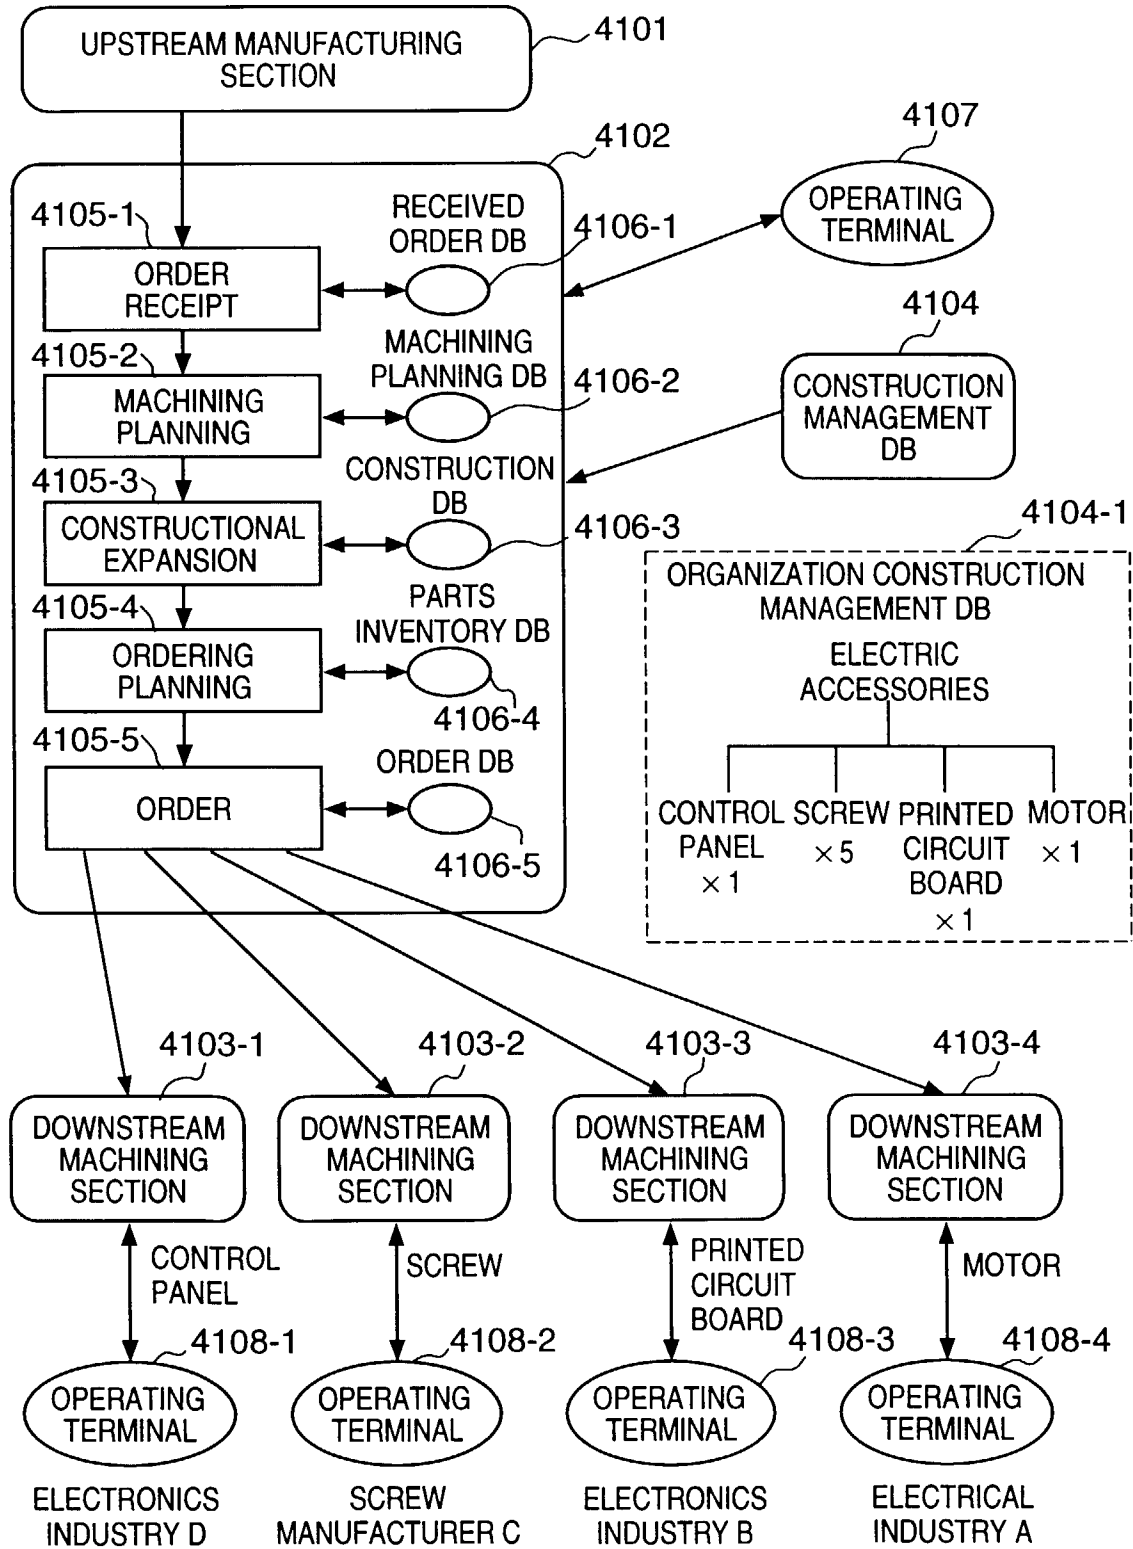 UPSTREAM MANUFACTURING
SECTION
4101
4102
4107
OPERATING
TERMINAL
4105-1
RECEIVED
ORDER DB
4106-1
ORDER
RECEIPT
4104
CONSTRUCTION
MANAGEMENT
DB
4105-2
MACHINING
PLANNING DB
4106-2
MACHINING
PLANNING
4105-3
CONSTRUCTION
DB
4106-3
CONSTRUCTIONAL
EXPANSION
4105-4
PARTS
INVENTORY DB
ORDERING
PLANNING
4106-4
4105-5
ORDER DB
ORDER
4106-5
4104-1
ORGANIZATION CONSTRUCTION
MANAGEMENT DB
ELECTRIC
ACCESSORIES
CONTROL
PANEL
×1
SCREW
×5
PRINTED
CIRCUIT
BOARD
×1
MOTOR
×1
4103-1
4103-2
4103-3
4103-4
DOWNSTREAM
MACHINING
SECTION
DOWNSTREAM
MACHINING
SECTION
DOWNSTREAM
MACHINING
SECTION
DOWNSTREAM
MACHINING
SECTION
CONTROL
PANEL
SCREW
PRINTED
CIRCUIT
BOARD
MOTOR
4108-1
4108-2
4108-3
4108-4
OPERATING
TERMINAL
OPERATING
TERMINAL
OPERATING
TERMINAL
OPERATING
TERMINAL
ELECTRONICS
INDUSTRY D
SCREW
MANUFACTURER C
ELECTRONICS
INDUSTRY B
ELECTRICAL
INDUSTRY A